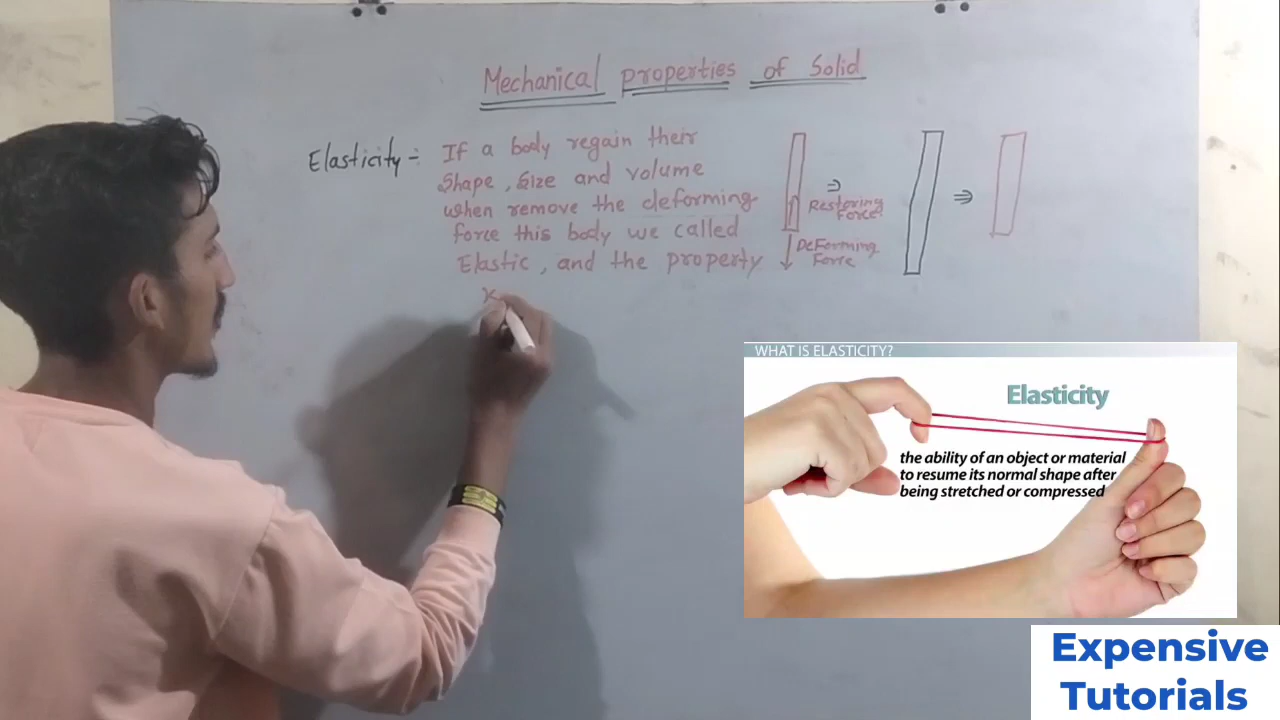 Mechanical properties of Solid
Elasticity :- If a body regain their
Shape, Size and volume
when remove the deforming
force this body we called
Elastic, and the property
⇒
Restoring
Force
DeForming
Force
⇒
WHAT IS ELASTICITY?
Elasticity
the ability of an object or material
to resume its normal shape after
being stretched or compressed
Expensive
Tutorials